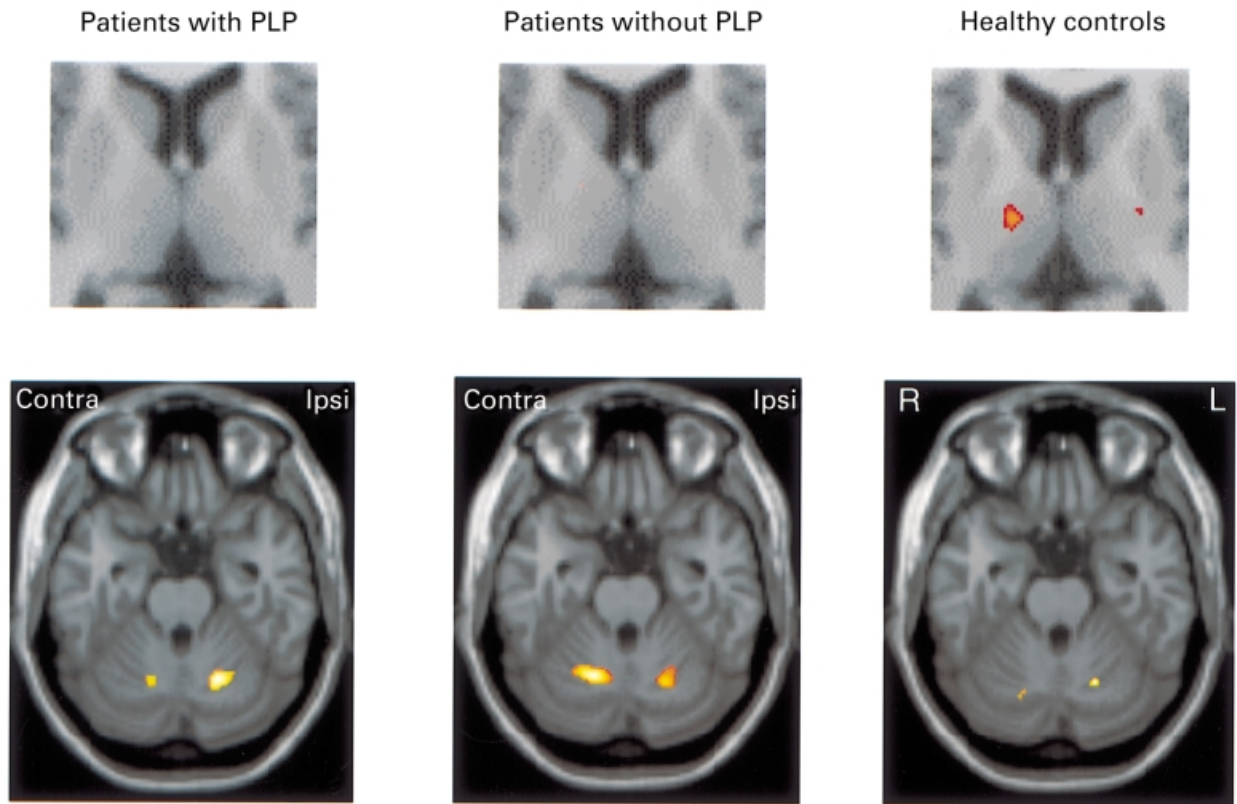 Patients with PLP
Patients without PLP
Healthy controls
Contra Ipsi
Contra Ipsi
R L